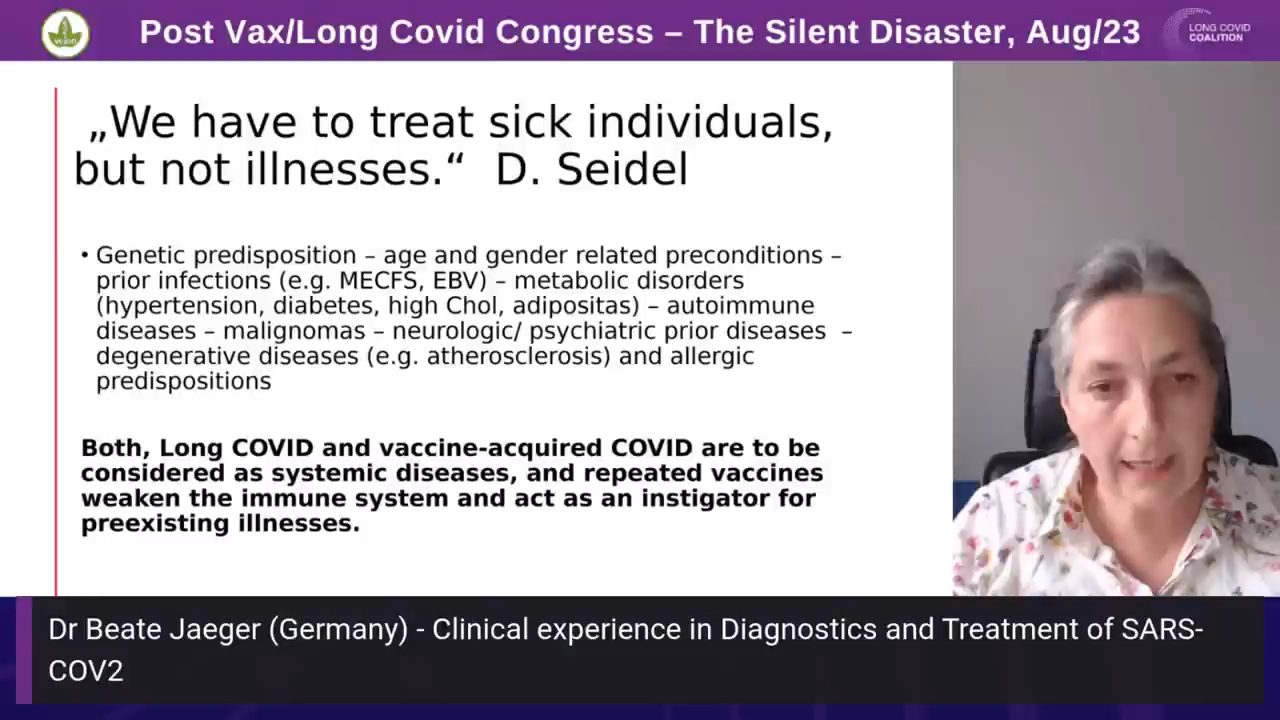 Post Vax/Long Covid Congress – The Silent Disaster, Aug/23
LONG COVID
COALITION
„We have to treat sick individuals,
but not illnesses.“ D. Seidel
• Genetic predisposition – age and gender related preconditions –
prior infections (e.g. MECFS, EBV) – metabolic disorders
(hypertension, diabetes, high Chol, adipositas) – autoimmune
diseases – malignomas – neurologic/ psychiatric prior diseases –
degenerative diseases (e.g. atherosclerosis) and allergic
predispositions
Both, Long COVID and vaccine-acquired COVID are to be
considered as systemic diseases, and repeated vaccines
weaken the immune system and act as an instigator for
preexisting illnesses.
Dr Beate Jaeger (Germany) - Clinical experience in Diagnostics and Treatment of SARS-
COV2